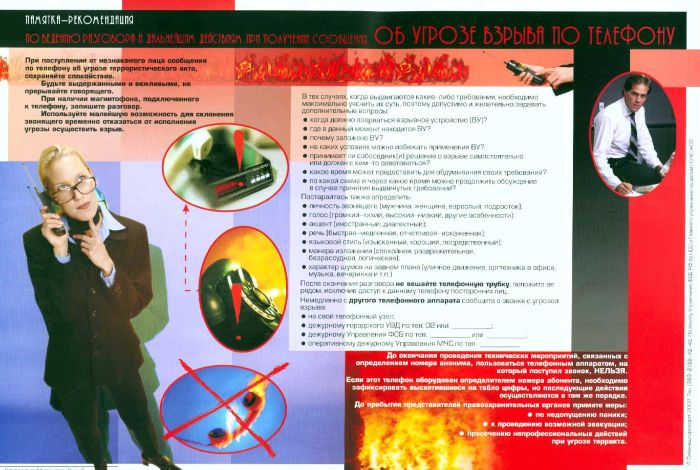 ПАМЯТКА—РЕКОМЕНДАЦИЯ
ПО ВЕДЕНИЮ РАЗГОВОРА И ДАЛЬНЕЙШИМ ДЕЙСТВИЯМ ПРИ ПОЛУЧЕНИИ СООБЩЕНИЯ ОБ УГРОЗЕ ВЗРЫВА ПО ТЕЛЕФОНУ
При поступлении от незнакомого лица сообщения
по телефону об угрозе террористического акта,
сохраняйте спокойствие.
Будьте выдержанными и вежливыми, не
прерывайте говорящего.
При наличии магнитофона, подключенного
к телефону, запишите разговор.
Используйте малейшую возможность для склонения
звонящего временно отказаться от исполнения
угрозы осуществить взрыв.
В тех случаях, когда выдвигаются какие-либо требования, необходимо
максимально уяснить их суть, поэтому допустимо и желательно задавать
дополнительные вопросы:
● когда должно взорваться взрывное устройство (ВУ)?
● где в данный момент находится ВУ?
● почему заложено ВУ?
● на каких условиях можно избежать применении ВУ?
● принимает ли собеседник(и) решение о взрыве самостоятельно
или должен с кем-то советоваться?
● какое время может предоставить для обдумывания своих требований?
● по какой схеме и через какое время можно продолжить обсуждение
в случае принятия выдвинутых требований?
Постарайтесь также определить:
● личность звонящего (мужчина, женщина, взрослый, подросток);
● голос (громкий-тихий, высокий-низкий, другие особенности);
● акцент (иностранный, диалектный);
● речь (быстрая-медленная, отчетливая-искаженная);
● языковой стиль (изысканный, хороший, посредственный);
● манера изложения (спокойная, раздражительная,
безрассудная, логическая);
● характер шумов на заднем плане (уличное движение, оргтехника в офисе,
музыка, вечеринка и т.п.)
После окончания разговора не вешайте телефонную трубку, положите ее
рядом, исключив доступ к данному телефону посторонних лиц.
Немедленно с другого телефонного аппарата сообщите о звонке с угрозой
взрыва:
● на свой телефонный узел;
● дежурному городского УВД по тел. 02 или ________;
● дежурному Управления ФСБ по тел. ________ или ________;
● оперативному дежурному Управления МЧС по тел. ________.
До окончания проведения технических мероприятий, связанных с
определением номера анонима, пользоваться телефонным аппаратом, на
который поступил звонок, НЕЛЬЗЯ.
Если этот телефон оборудован определителем номера абонента, необходимо
зафиксировать высветившиеся на табло цифры, но последующие действия
осуществляются в том же порядке.
До прибытия представителей правоохранительных органов примите меры:
● по недопущению паники;
● к проведению возможной эвакуации;
● пресечению непрофессиональных действий
при угрозе теракта.